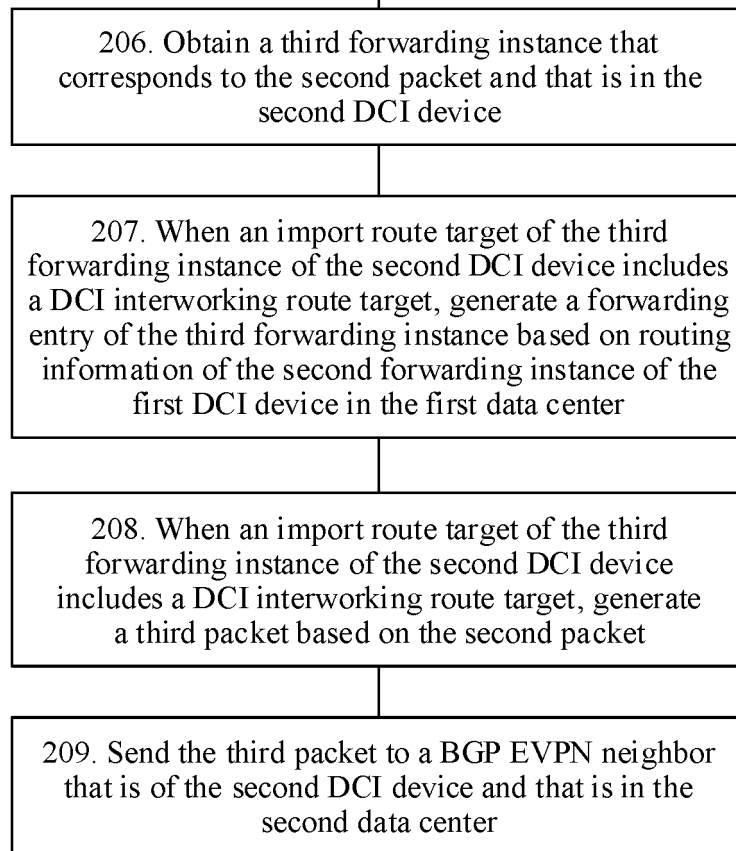 206. Obtain a third forwarding instance that
corresponds to the second packet and that is in the
second DCI device
207. When an import route target of the third
forwarding instance of the second DCI device includes
a DCI interworking route target, generate a forwarding
entry of the third forwarding instance based on routing
information of the second forwarding instance of the
first DCI device in the first data center
208. When an import route target of the third
forwarding instance of the second DCI device
includes a DCI interworking route target, generate
a third packet based on the second packet
209. Send the third packet to a BGP EVPN neighbor
that is of the second DCI device and that is in the
second data center